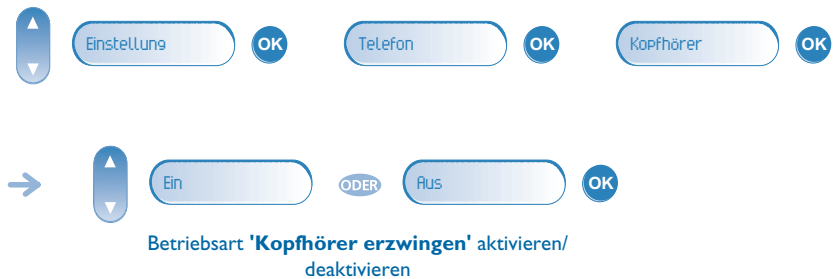 Einstellung OK Telefon OK Kopfhörer OK
Ein ODER Aus OK
Betriebsart 'Kopfhörer erzwingen' aktivieren/
deaktivieren